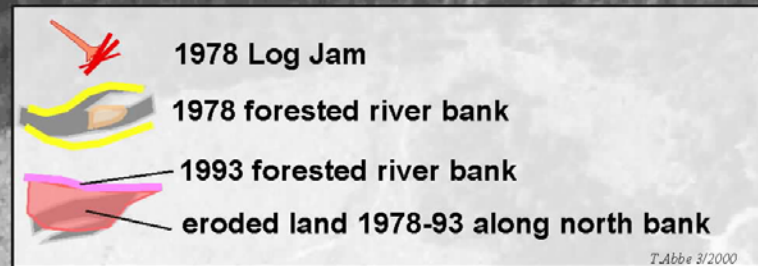 1978 Log Jam
1978 forested river bank
1993 forested river bank
eroded land 1978-93 along north bank
T.Abbe 3/2000